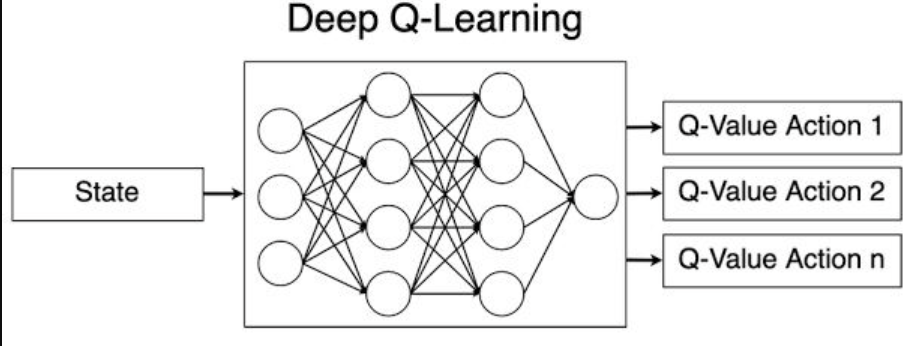 Deep Q-Learning
State
Q-Value Action 1
Q-Value Action 2
Q-Value Action n